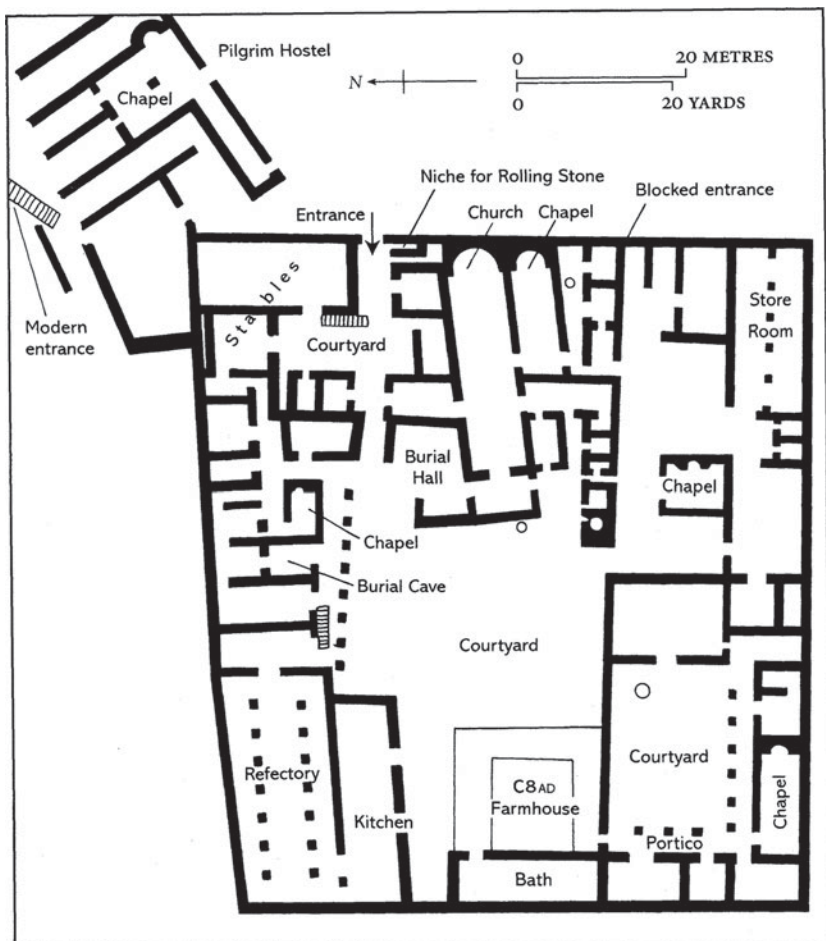 Pilgrim Hostel
0 20 METRES
N
0 20 YARDS
Chapel
Niche for Rolling Stone
Blocked entrance
Entrance
Church
Chapel
Stables
Store
Room
Modern
entrance
Courtyard
Burial
Hall
Chapel
Chapel
Burial Cave
Courtyard
Courtyard
Refectory
C8 AD
Farmhouse
Chapel
Kitchen
Portico
Bath